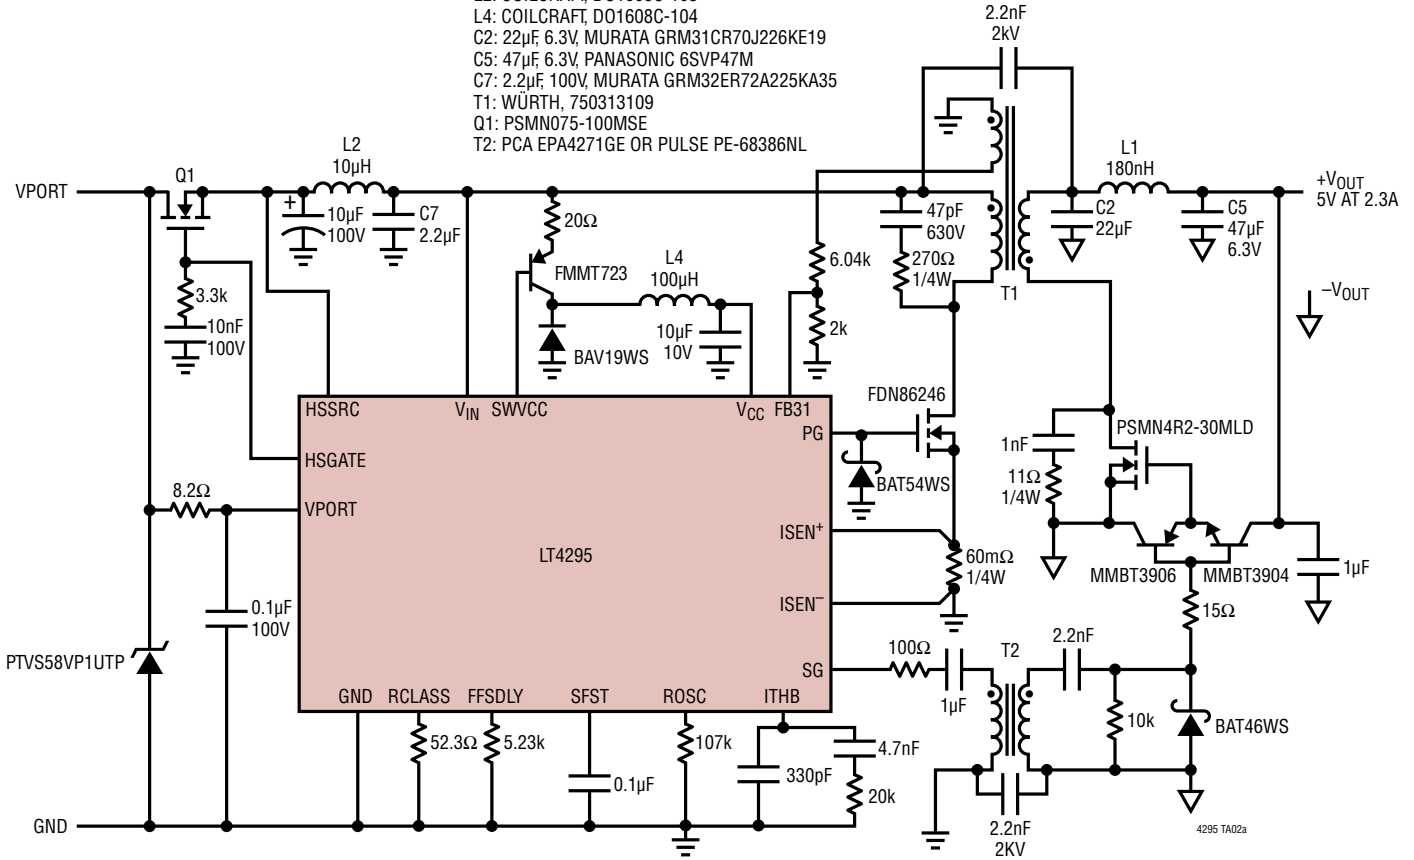 L4: COILCRAFT, DO1608C-104
C2: 22µF, 6.3V, MURATA GRM31CR70J226KE19
C5: 47µF, 6.3V, PANASONIC 6SVP47M
C7: 2.2µF, 100V, MURATA GRM32ER72A225KA35
T1: WÜRTH, 750313109
Q1: PSMN075-100MSE
T2: PCA EPA4271GE OR PULSE PE-68386NL
2.2nF
2kV
VPORT
Q1
L2
10µH
+
10µF
100V
C7
2.2µF
20Ω
FMMT723
L4
100µH
10µF
10V
BAV19WS
6.04k
2k
47pF
630V
270Ω
1/4W
T1
L1
180nH
C2
22µF
C5
47µF
6.3V
+VOUT
5V AT 2.3A
–VOUT
3.3k
10nF
100V
HSSRC
VIN
SWVCC
VCC
FB31
PG
FDN86246
BAT54WS
PSMN4R2-30MLD
1nF
11Ω
1/4W
HSGATE
8.2Ω
VPORT
ISEN+
60mΩ
1/4W
ISEN–
LT4295
MMBT3906
MMBT3904
1µF
15Ω
0.1µF
100V
PTVS58VP1UTP
SG
100Ω
1µF
T2
2.2nF
10k
BAT46WS
GND
RCLASS
FFSDLY
SFST
ROSC
ITHB
52.3Ω
5.23k
0.1µF
107k
330pF
4.7nF
20k
2.2nF
2KV
GND
4295 TA02a